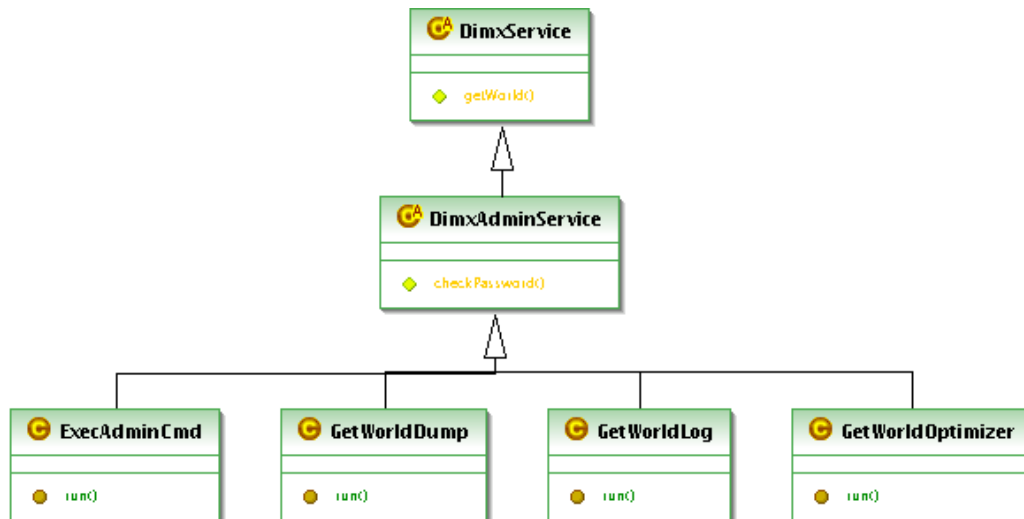 DimxService
getWorld()
DimxAdminService
checkPassword()
ExecAdminCmd
GetWorldDump
GetWorldLog
GetWorldOptimizer
run()
run()
run()
run()